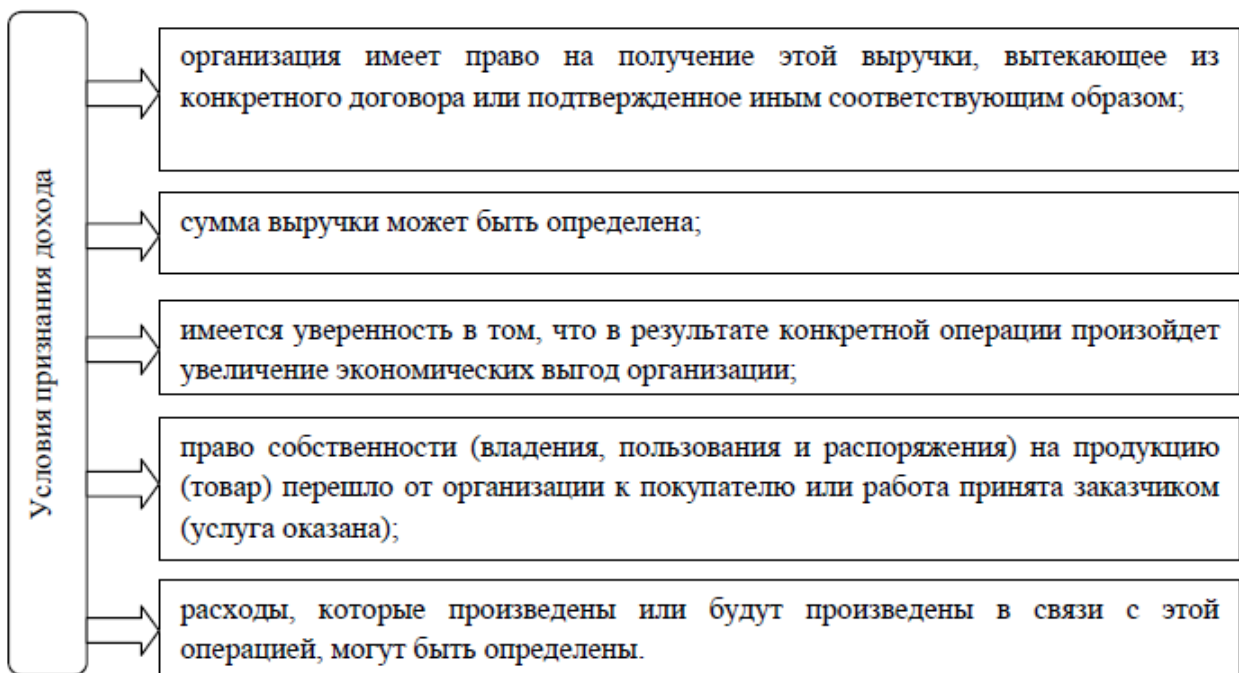 Условия признания дохода
организация имеет право на получение этой выручки, вытекающее из
конкретного договора или подтвержденное иным соответствующим образом;
сумма выручки может быть определена;
имеется уверенность в том, что в результате конкретной операции произойдет
увеличение экономических выгод организации;
право собственности (владения, пользования и распоряжения) на продукцию
(товар) перешло от организации к покупателю или работа принята заказчиком
(услуга оказана);
расходы, которые произведены или будут произведены в связи с этой
операцией, могут быть определены.